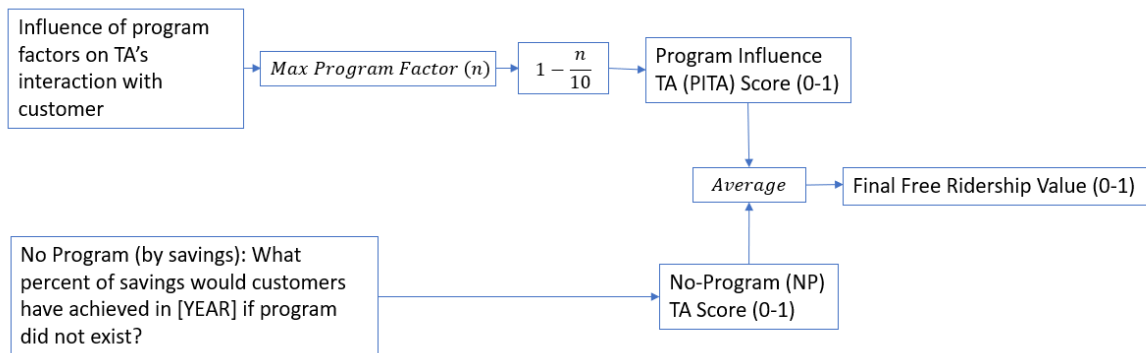 Influence of program
factors on TA's
interaction with
customer
Max Program Factor (n)
1 − n/10
Program Influence
TA (PITA) Score (0-1)
Average
Final Free Ridership Value (0-1)
No Program (by savings): What
percent of savings would customers
have achieved in [YEAR] if program
did not exist?
No-Program (NP)
TA Score (0-1)